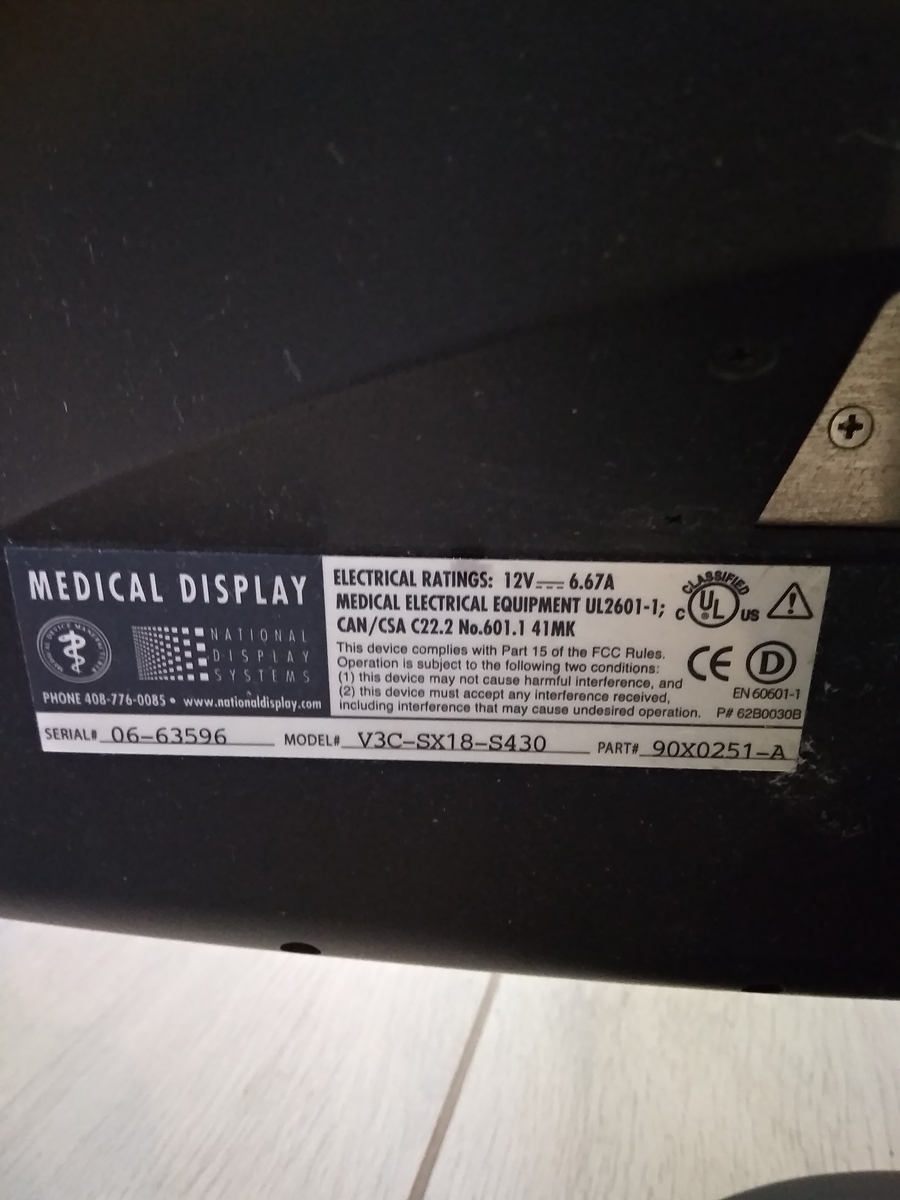 MEDICAL DISPLAY
NATIONAL
DISPLAY
SYSTEMS
PHONE 408-776-0085 • www.nationaldisplay.com
ELECTRICAL RATINGS: 12V 6.67A
MEDICAL ELECTRICAL EQUIPMENT UL2601-1;
CAN/CSA C22.2 No.601.1 41MK
This device complies with Part 15 of the FCC Rules.
Operation is subject to the following two conditions:
(1) this device may not cause harmful interference, and
(2) this device must accept any interference received,
including interference that may cause undesired operation.
CLASSIFIED
C UL US
CE D
EN 60601-1
P# 62B0030B
SERIAL# 06-63596 MODEL# V3C-SX18-S430 PART# 90X0251-A